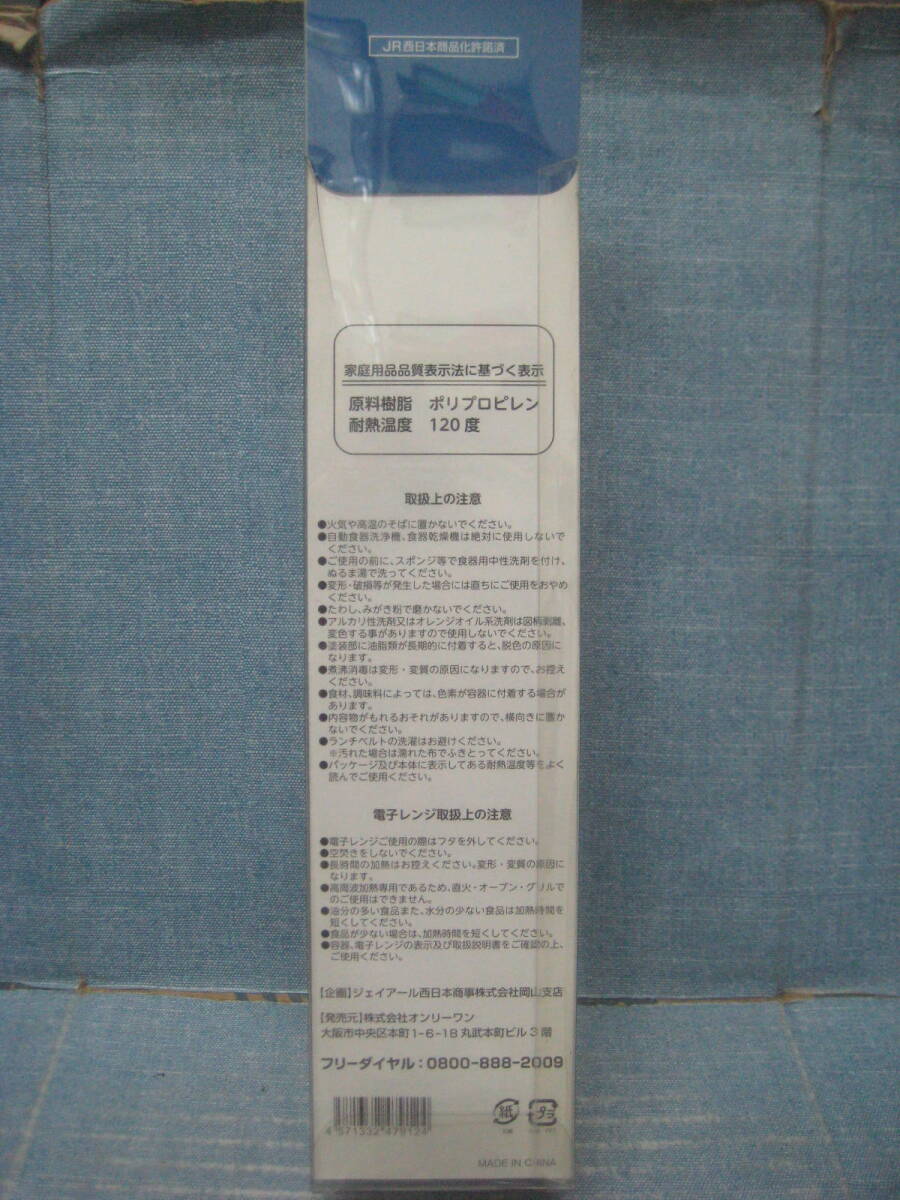 JR西日本商品化許諾済
家庭用品品質表示法に基づく表示
原料樹脂 ポリプロピレン
耐熱温度 120度
取扱上の注意
●火気や高温のそばに置かないでください。
●自動食器洗浄機、食器乾燥機は絶対に使用しないで
ください。
●ご使用の前に、スポンジ等で食器用中性洗剤を付け、
ぬるま湯で洗ってください。
●変形・破損等が発生した場合には直ちにご使用をおやめ
ください。
●たわし、みがき粉で磨かないでください。
●アルカリ性洗剤又はオレンジオイル系洗剤は図柄剥離、
変色する事がありますので使用しないでください。
●塗装部に油脂類が長期的に付着すると、脱色の原因に
なります。
●煮沸消毒は変形・変質の原因になりますので、お控え
ください。
●食材、調味料によっては、色素が容器に付着する場合が
あります。
●内容物がもれるおそれがありますので、横向きに置か
ないでください。
●ランチベルトの洗濯はお避けください。
※汚れた場合は濡れた布でふきとってください。
●パッケージ及び本体に表示してある耐熱温度等をよく
読んでご使用ください。
電子レンジ取扱上の注意
●電子レンジご使用の際はフタを外してください。
●空焚きをしないでください。
●長時間の加熱はお控えください。変形・変質の原因に
なります。
●高周波加熱専用であるため、直火・オーブン・グリルで
のご使用はできません。
●油分の多い食品また、水分の少ない食品は加熱時間を
短くしてください。
●食品が少ない場合は、加熱時間を短くしてください。
●容器、電子レンジの表示及び取扱説明書をご確認の上、
ご使用ください。
【企画】ジェイアール西日本商事株式会社岡山支店
【発売元】株式会社オンリーワン
大阪市中央区本町1-6-18 丸武本町ビル3階
フリーダイヤル：0800-888-2009
紙 プラ
MADE IN CHINA